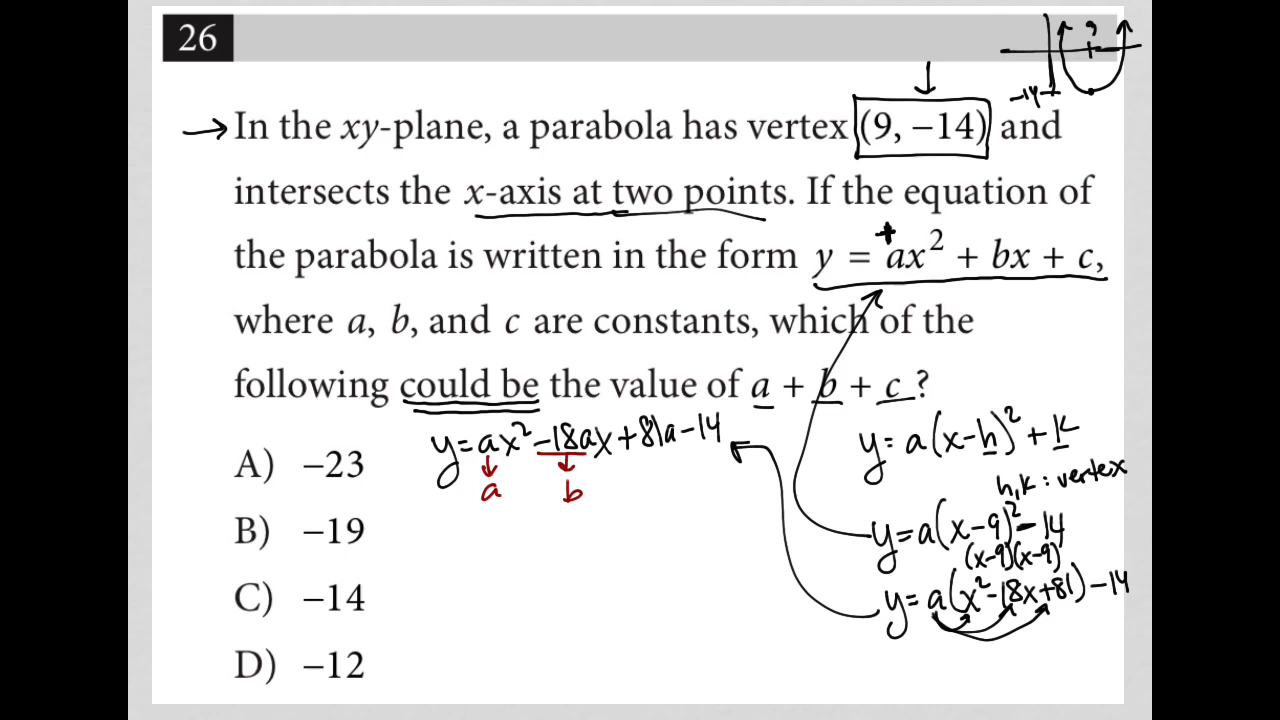 26
9
-14
→In the xy-plane, a parabola has vertex (9, −14) and
intersects the x-axis at two points. If the equation of
+
the parabola is written in the form y = ax² + bx + c,
where a, b, and c are constants, which of the
following could be the value of a + b + c?
y=ax²-18ax+81a-14
a
b
A) −23
B) −19
C) −14
D) −12
y=a(x-h)²+k
h,k: vertex
y=a(x-9)²-14
(x-9)(x-9)
y=a(x²-18x+81)-14